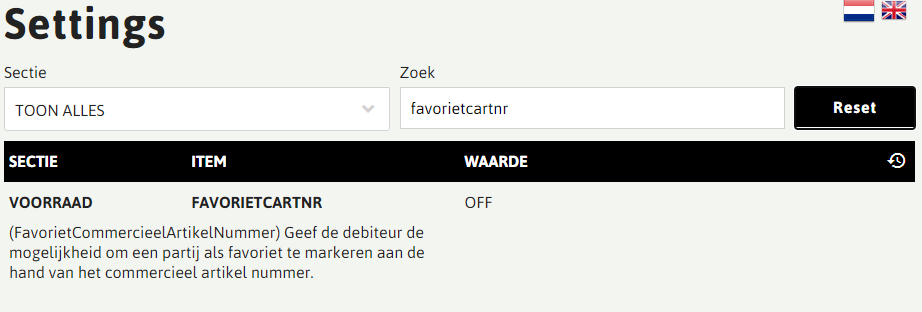 Settings
Sectie Zoek
TOON ALLES favorietcartnr Reset
SECTIE ITEM WAARDE
VOORRAAD FAVORIETCARTNR OFF
(FavorietCommercieelArtikelNummer) Geef de debiteur de
mogelijkheid om een partij als favoriet te markeren aan de
hand van het commercieel artikel nummer.